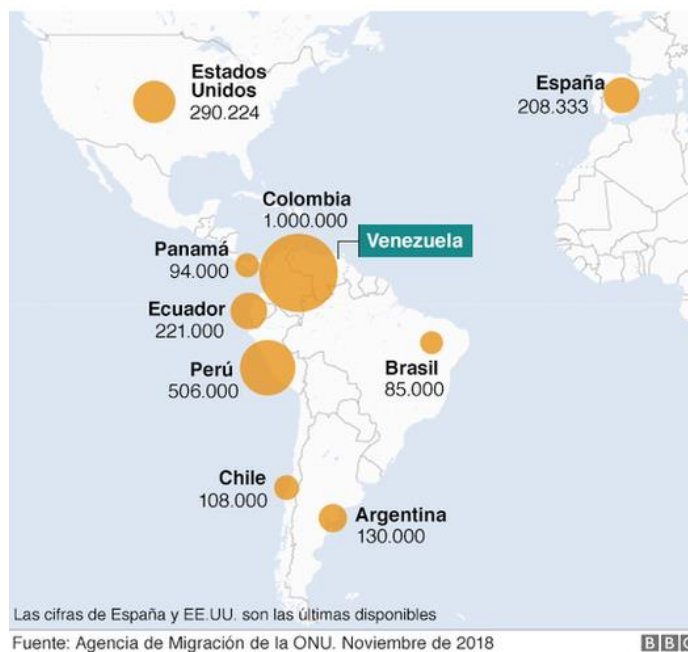 Estados
Unidos
290.224
España
208.333
Colombia
1.000.000
Venezuela
Panamá
94.000
Ecuador
221.000
Perú
506.000
Brasil
85.000
Chile
108.000
Argentina
130.000
Las cifras de España y EE.UU. son las últimas disponibles
Fuente: Agencia de Migración de la ONU. Noviembre de 2018
BBC